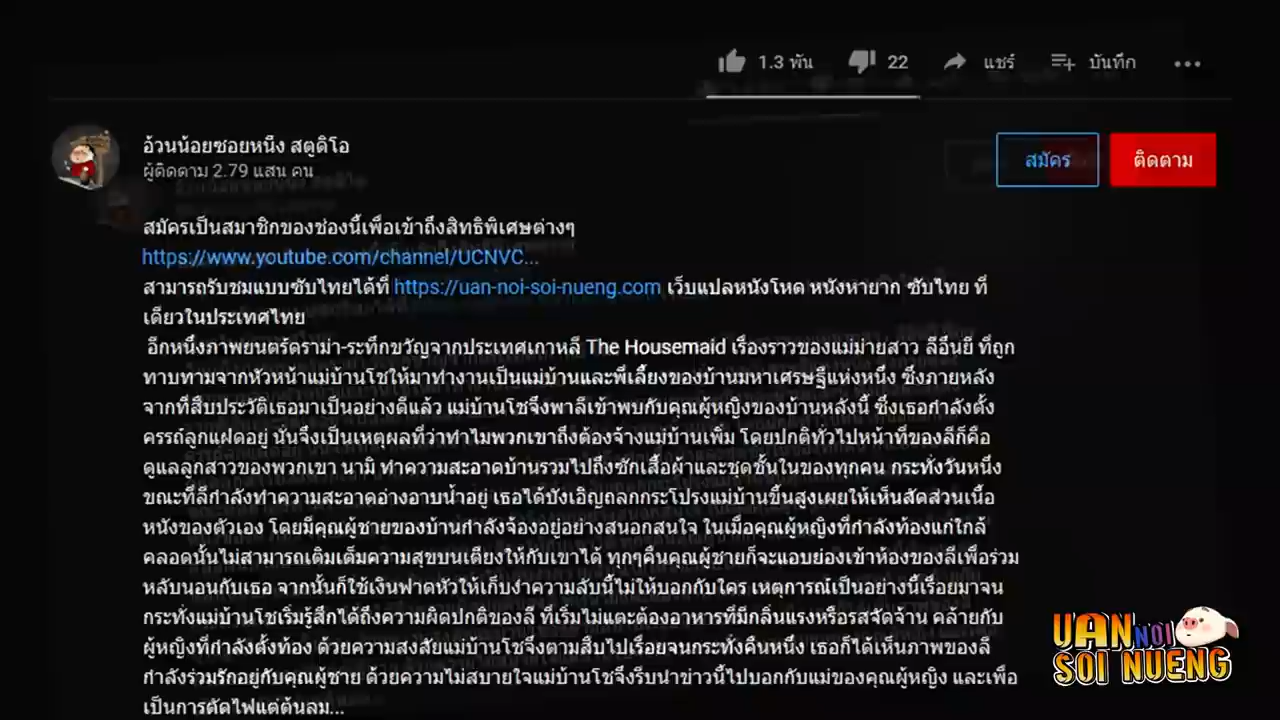 1.3 พัน 22 แชร์ บันทึก
อ้วนน้อยซอยหนึ่ง สตูดิโอ
ผู้ติดตาม 2.79 แสน คน
สมัคร ติดตาม
สมัครเป็นสมาชิกของช่องนี้เพื่อเข้าถึงสิทธิพิเศษต่างๆ
https://www.youtube.com/channel/UCNVC...
สามารถรับชมแบบซับไทยได้ที่ https://uan-noi-soi-nueng.com เว็บแปลหนังโหด หนังหายาก ซับไทย ที่
เดียวในประเทศไทย
อีกหนึ่งภาพยนตร์ดราม่า-ระทึกขวัญจากประเทศเกาหลี The Housemaid เรื่องราวของแม่ม่ายสาว ลีอึ่นยี ที่ถูก
ทาบทามจากหัวหน้าแม่บ้านโชให้มาทำงานเป็นแม่บ้านและพี่เลี้ยงของบ้านมหาเศรษฐีแห่งหนึ่ง ซึ่งภายหลัง
จากที่สืบประวัติเธอมาเป็นอย่างดีแล้ว แม่บ้านโชจึงพาลีเข้าพบกับคุณผู้หญิงของบ้านหลังนี้ ซึ่งเธอกำลังตั้ง
ครรถ์ลูกแฝดอยู่ นั่นจึงเป็นเหตุผลที่ว่าทำไมพวกเขาถึงต้องจ้างแม่บ้านเพิ่ม โดยปกติทั่วไปหน้าที่ของลีก็คือ
ดูแลลูกสาวของพวกเขา นามิ ทำความสะอาดบ้านรวมไปถึงซักเสื้อผ้าและชุดชั้นในของทุกคน กระทั่งวันหนึ่ง
ขณะที่ลีกำลังทำความสะอาดอ่างอาบน้ำอยู่ เธอได้บังเอิญถลกกระโปรงแม่บ้านขึ้นสูงเผยให้เห็นสัดส่วนเนื้อ
หนังของตัวเอง โดยมีคุณผู้ชายของบ้านกำลังจ้องอยู่อย่างสนอกสนใจ ในเมื่อคุณผู้หญิงที่กำลังท้องแก่ใกล้
คลอดนั้นไม่สามารถเติมเต็มความสุขบนเตียงให้กับเขาได้ ทุกๆคืนคุณผู้ชายก็จะแอบย่องเข้าห้องของลีเพื่อร่วม
หลับนอนกับเธอ จากนั้นก็ใช้เงินฟาดหัวให้เก็บงำความลับนี้ไม่ให้บอกกับใคร เหตุการณ์เป็นอย่างนี้เรื่อยมาจน
กระทั่งแม่บ้านโชเริ่มรู้สึกได้ถึงความผิดปกติของลี ที่เริ่มไม่แตะต้องอาหารที่มีกลิ่นแรงหรือรสจัดจ้าน คล้ายกับ
ผู้หญิงที่กำลังตั้งท้อง ด้วยความสงสัยแม่บ้านโชจึงตามสืบไปเรื่อยจนกระทั่งคืนหนึ่ง เธอก็ได้เห็นภาพของลี
กำลังร่วมรักอยู่กับคุณผู้ชาย ด้วยความไม่สบายใจแม่บ้านโชจึงรีบนำข่าวนี้ไปบอกกับแม่ของคุณผู้หญิง และเพื่อ
เป็นการตัดไฟแต่ต้นลม...
UAN NOI
SOI NUENG